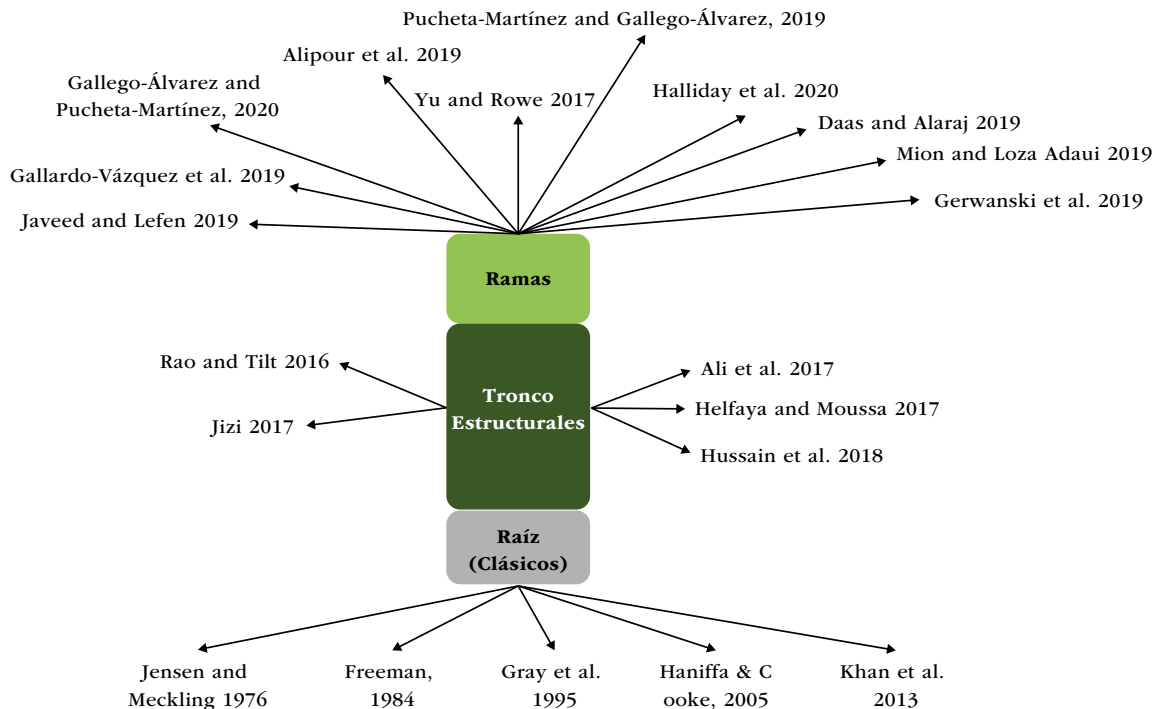 Pucheta-Martínez and Gallego-Álvarez, 2019
Alipour et al. 2019
Gallego-Álvarez and
Pucheta-Martínez, 2020
Yu and Rowe 2017
Halliday et al. 2020
Daas and Alaraj 2019
Mion and Loza Adaui 2019
Gallardo-Vázquez et al. 2019
Gerwanski et al. 2019
Javeed and Lefen 2019
Ramas
Rao and Tilt 2016
Jizi 2017
Tronco
Estructurales
Ali et al. 2017
Helfaya and Moussa 2017
Hussain et al. 2018
Raíz
(Clásicos)
Jensen and
Meckling 1976
Freeman,
1984
Gray et al.
1995
Haniffa & C
ooke, 2005
Khan et al.
2013